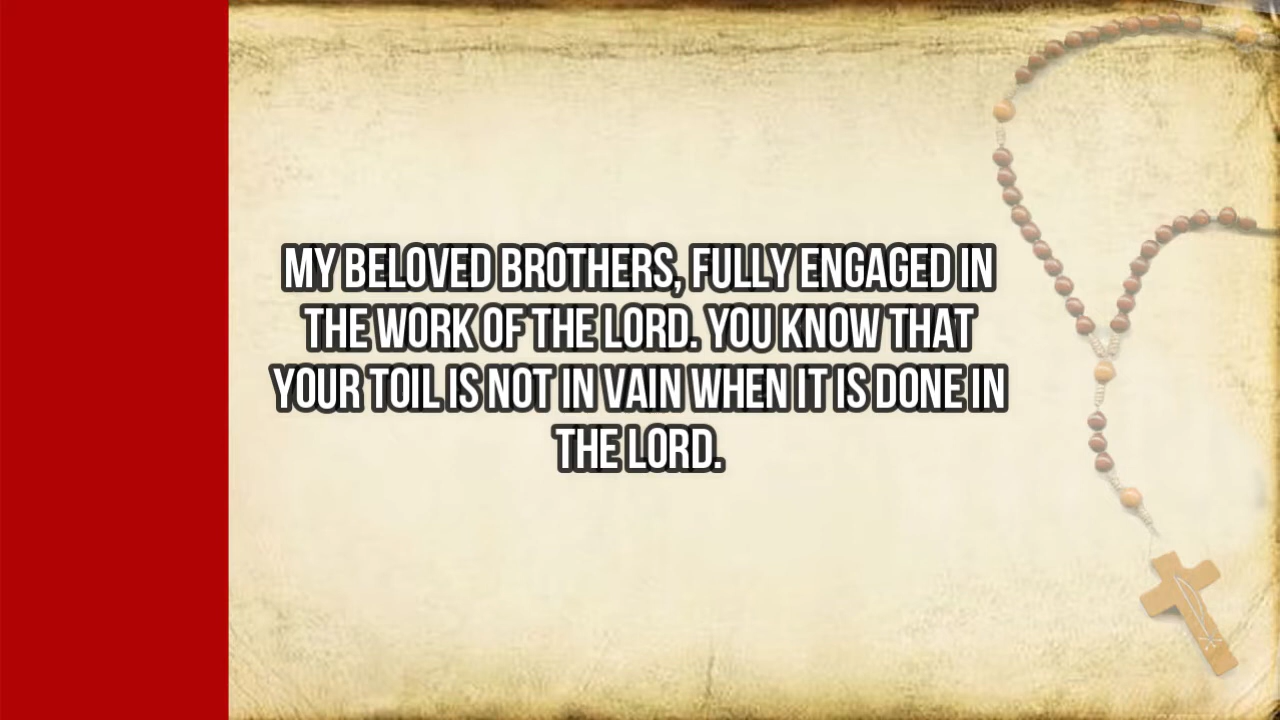 MY BELOVED BROTHERS, FULLY ENGAGED IN
THE WORK OF THE LORD. YOU KNOW THAT
YOUR TOIL IS NOT IN VAIN WHEN IT IS DONE IN
THE LORD.